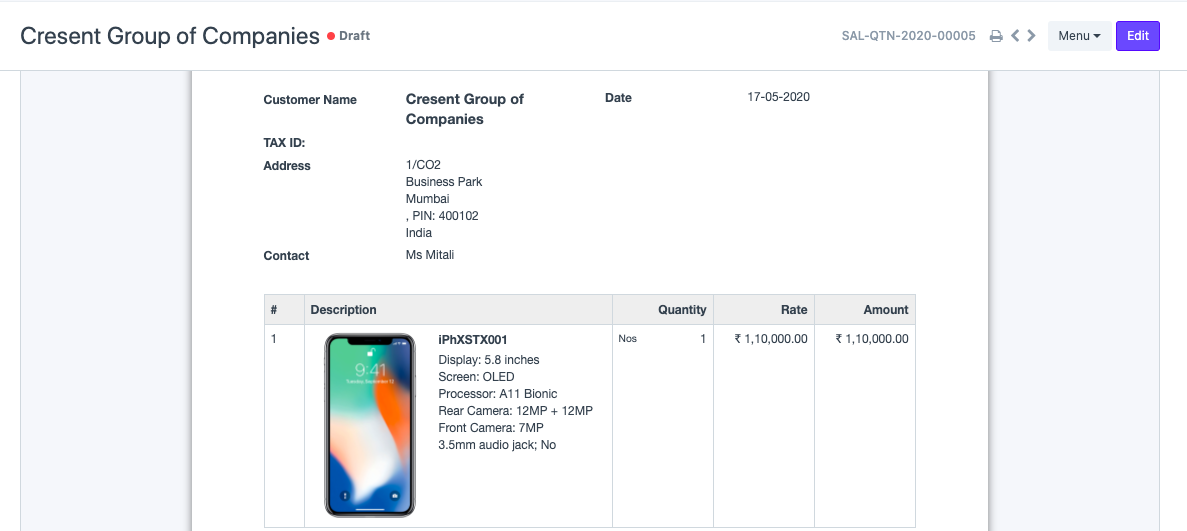 Cresent Group of Companies Draft SAL-QTN-2020-00005 Menu Edit
Customer Name Cresent Group of Companies Date 17-05-2020
TAX ID:
Address 1/CO2
Business Park
Mumbai
, PIN: 400102
India
Contact Ms Mitali
# Description Quantity Rate Amount
1 iPhXSTX001 Nos 1 ₹ 1,10,000.00 ₹ 1,10,000.00
9:41
Tuesday, September 12
Display: 5.8 inches
Screen: OLED
Processor: A11 Bionic
Rear Camera: 12MP + 12MP
Front Camera: 7MP
3.5mm audio jack; No